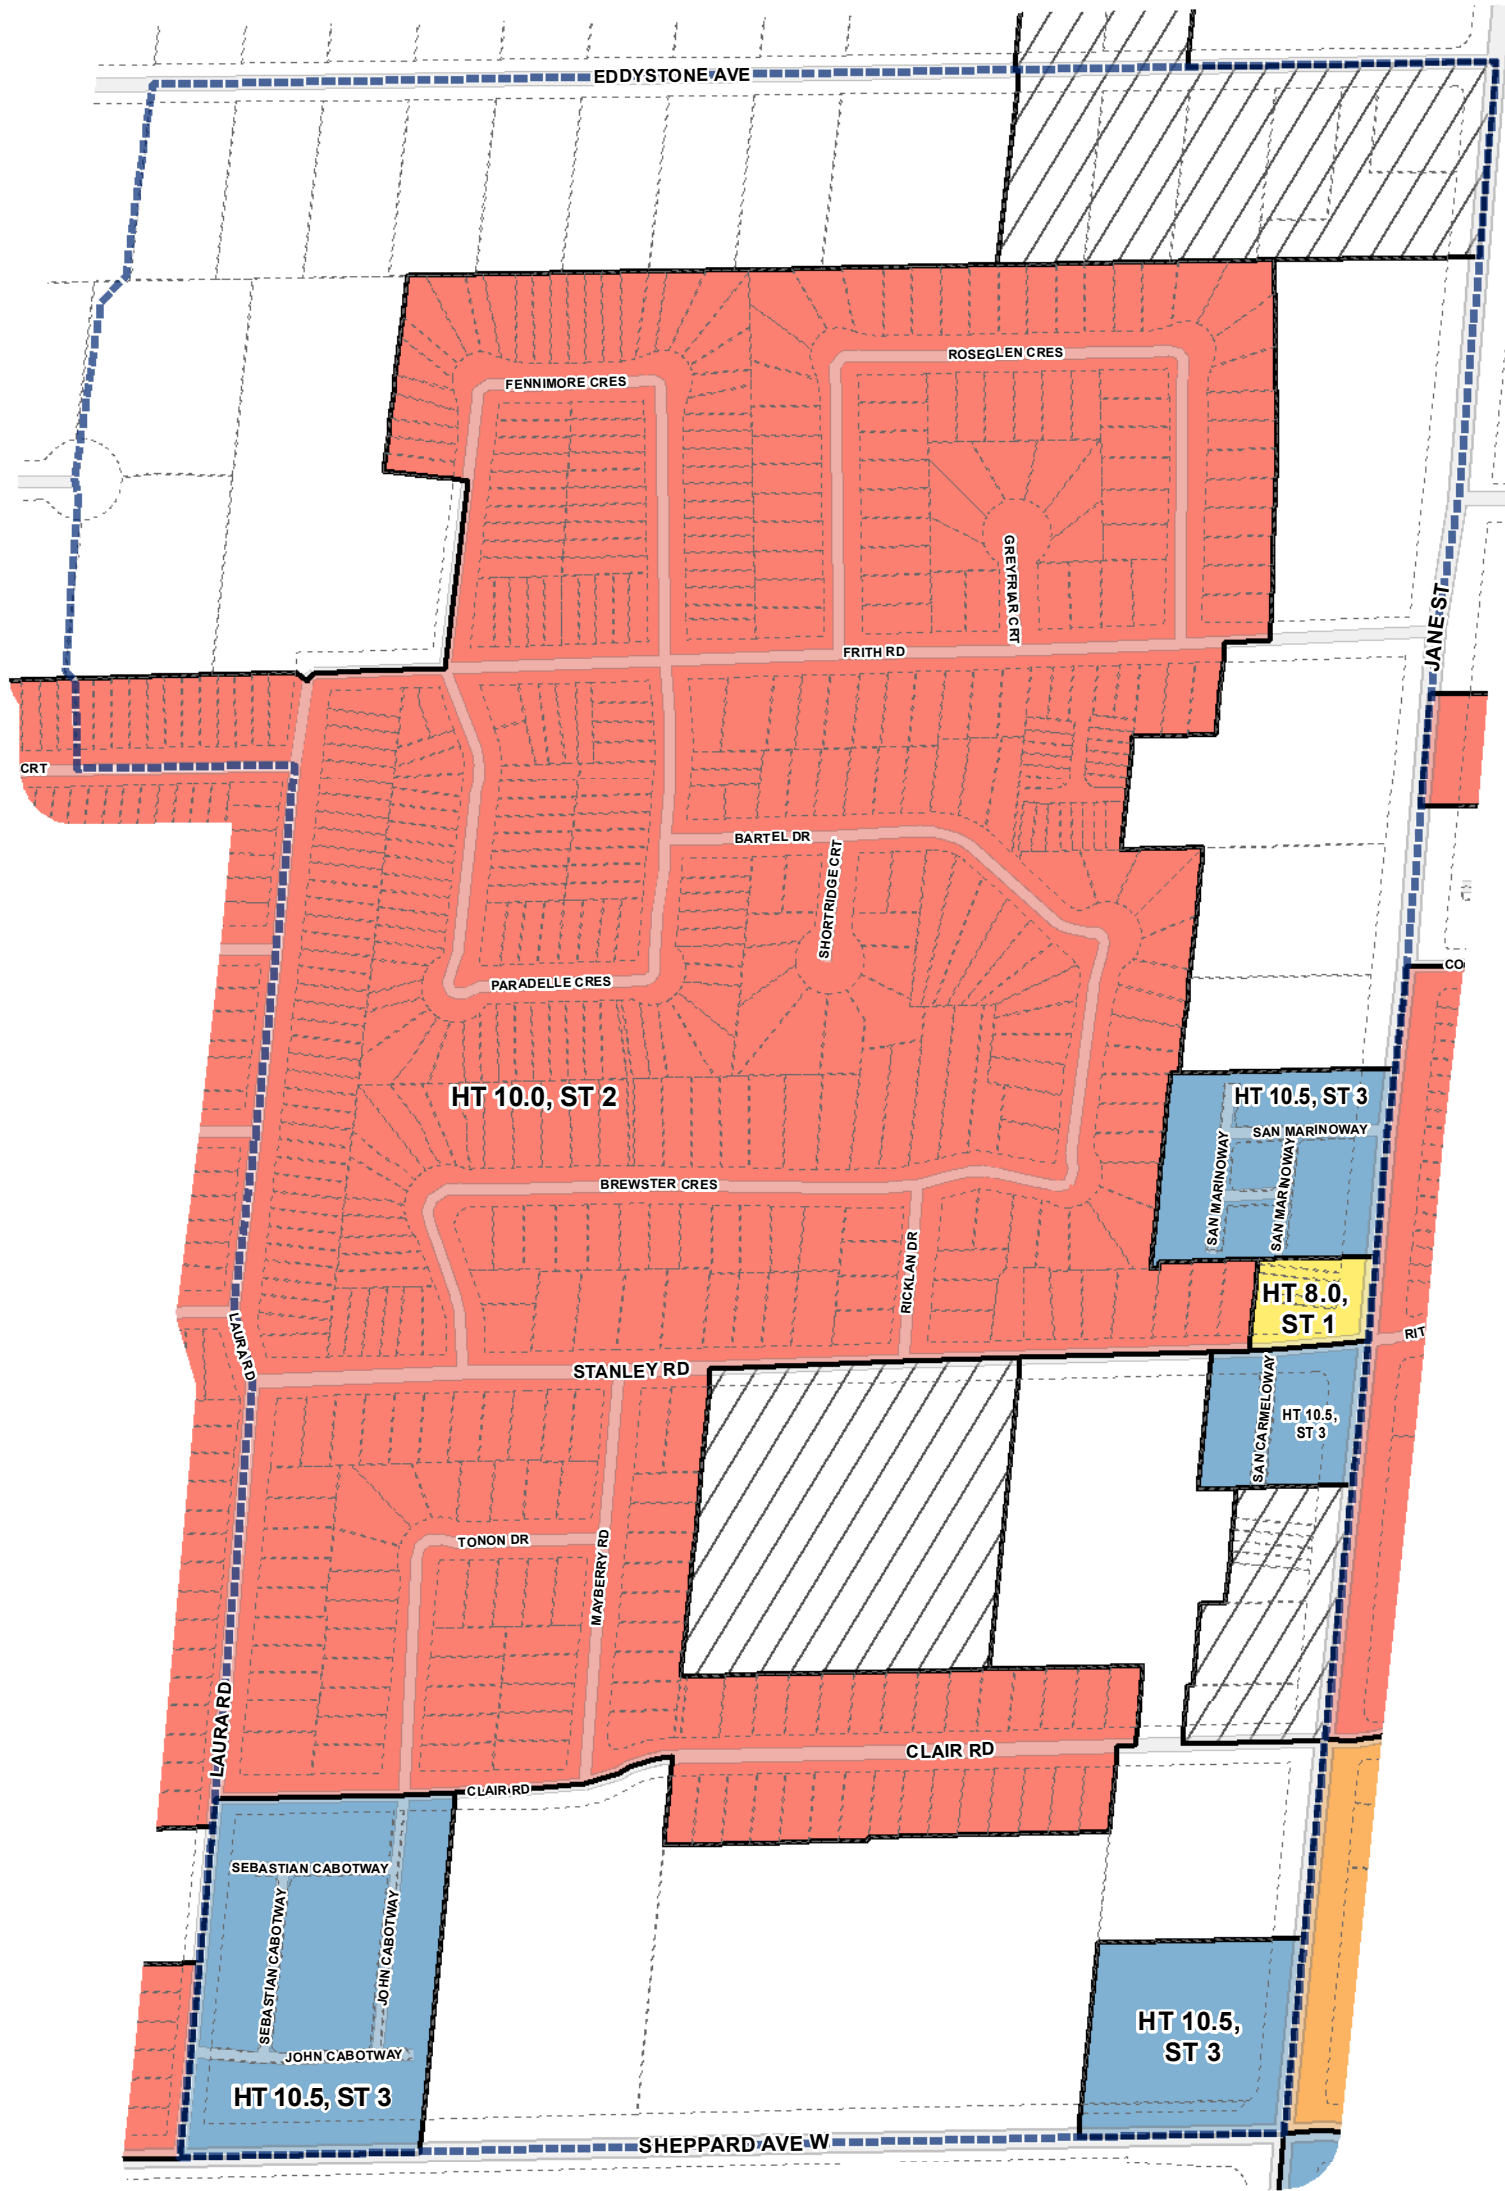 EDDYSTONE AVE
ROSEGLEN CRES
FENNIMORE CRES
GREYFRIAR CRT
JANE ST
FRITH RD
CRT
BARTEL DR
SHORTRIDGE CRT
CO
PARADELLE CRES
HT 10.0, ST 2
HT 10.5, ST 3
SAN MARINOWAY
SAN MARINOWAY
SAN MARINOWAY
BREWSTER CRES
RICKLAN DR
HT 8.0,
ST 1
LAURA RD
RIT
STANLEY RD
SAN CARMELOWAY
HT 10.5,
ST 3
TONON DR
MAYBERRY RD
LAURA RD
CLAIR RD
CLAIR RD
SEBASTIAN CABOTWAY
SEBASTIAN CABOTWAY
JOHN CABOTWAY
JOHN CABOTWAY
HT 10.5, ST 3
HT 10.5,
ST 3
SHEPPARD AVE W